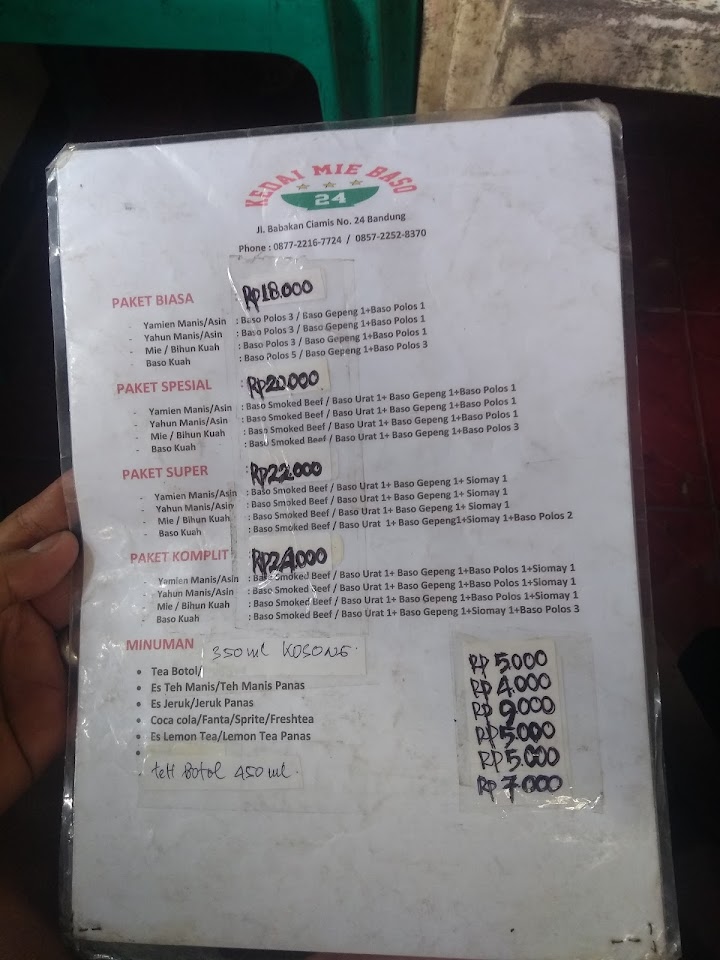 KEDAI MIE BASO
24
Jl. Babakan Ciamis No. 24 Bandung
Phone : 0877-2216-7724 / 0857-2252-8370
PAKET BIASA : Rp18.000
- Yamien Manis/Asin : Baso Polos 3 / Baso Gepeng 1+Baso Polos 1
- Yahun Manis/Asin : Baso Polos 3 / Baso Gepeng 1+Baso Polos 1
- Mie / Bihun Kuah : Baso Polos 3 / Baso Gepeng 1+Baso Polos 1
- Baso Kuah : Baso Polos 5 / Baso Gepeng 1+Baso Polos 3
PAKET SPESIAL : Rp20.000
- Yamien Manis/Asin : Baso Smoked Beef / Baso Urat 1+ Baso Gepeng 1+Baso Polos 1
- Yahun Manis/Asin : Baso Smoked Beef / Baso Urat 1+ Baso Gepeng 1+Baso Polos 1
- Mie / Bihun Kuah : Baso Smoked Beef / Baso Urat 1+ Baso Gepeng 1+Baso Polos 1
- Baso Kuah : Baso Smoked Beef / Baso Urat 1+ Baso Gepeng 1+Baso Polos 3
PAKET SUPER : Rp22.000
- Yamien Manis/Asin : Baso Smoked Beef / Baso Urat 1+ Baso Gepeng 1+ Siomay 1
- Yahun Manis/Asin : Baso Smoked Beef / Baso Urat 1+ Baso Gepeng 1+ Siomay 1
- Mie / Bihun Kuah : Baso Smoked Beef / Baso Urat 1+ Baso Gepeng 1+ Siomay 1
- Baso Kuah : Baso Smoked Beef / Baso Urat 1+ Baso Gepeng1+Siomay 1+Baso Polos 2
PAKET KOMPLIT : Rp24.000
- Yamien Manis/Asin : Baso Smoked Beef / Baso Urat 1+ Baso Gepeng 1+Baso Polos 1+Siomay 1
- Yahun Manis/Asin : Baso Smoked Beef / Baso Urat 1+ Baso Gepeng 1+Baso Polos 1+Siomay 1
- Mie / Bihun Kuah : Baso Smoked Beef / Baso Urat 1+ Baso Gepeng 1+Baso Polos 1+Siomay 1
- Baso Kuah : Baso Smoked Beef / Baso Urat 1+ Baso Gepeng 1+Siomay 1+Baso Polos 3
MINUMAN
350 ml KOSONG.
• Tea Botol/ Rp 5.000
• Es Teh Manis/Teh Manis Panas Rp 4.000
• Es Jeruk/Jeruk Panas Rp 9.000
• Coca cola/Fanta/Sprite/Freshtea Rp 5.000
• Es Lemon Tea/Lemon Tea Panas Rp 5.000
• teH Botol 450 ml. Rp 7.000